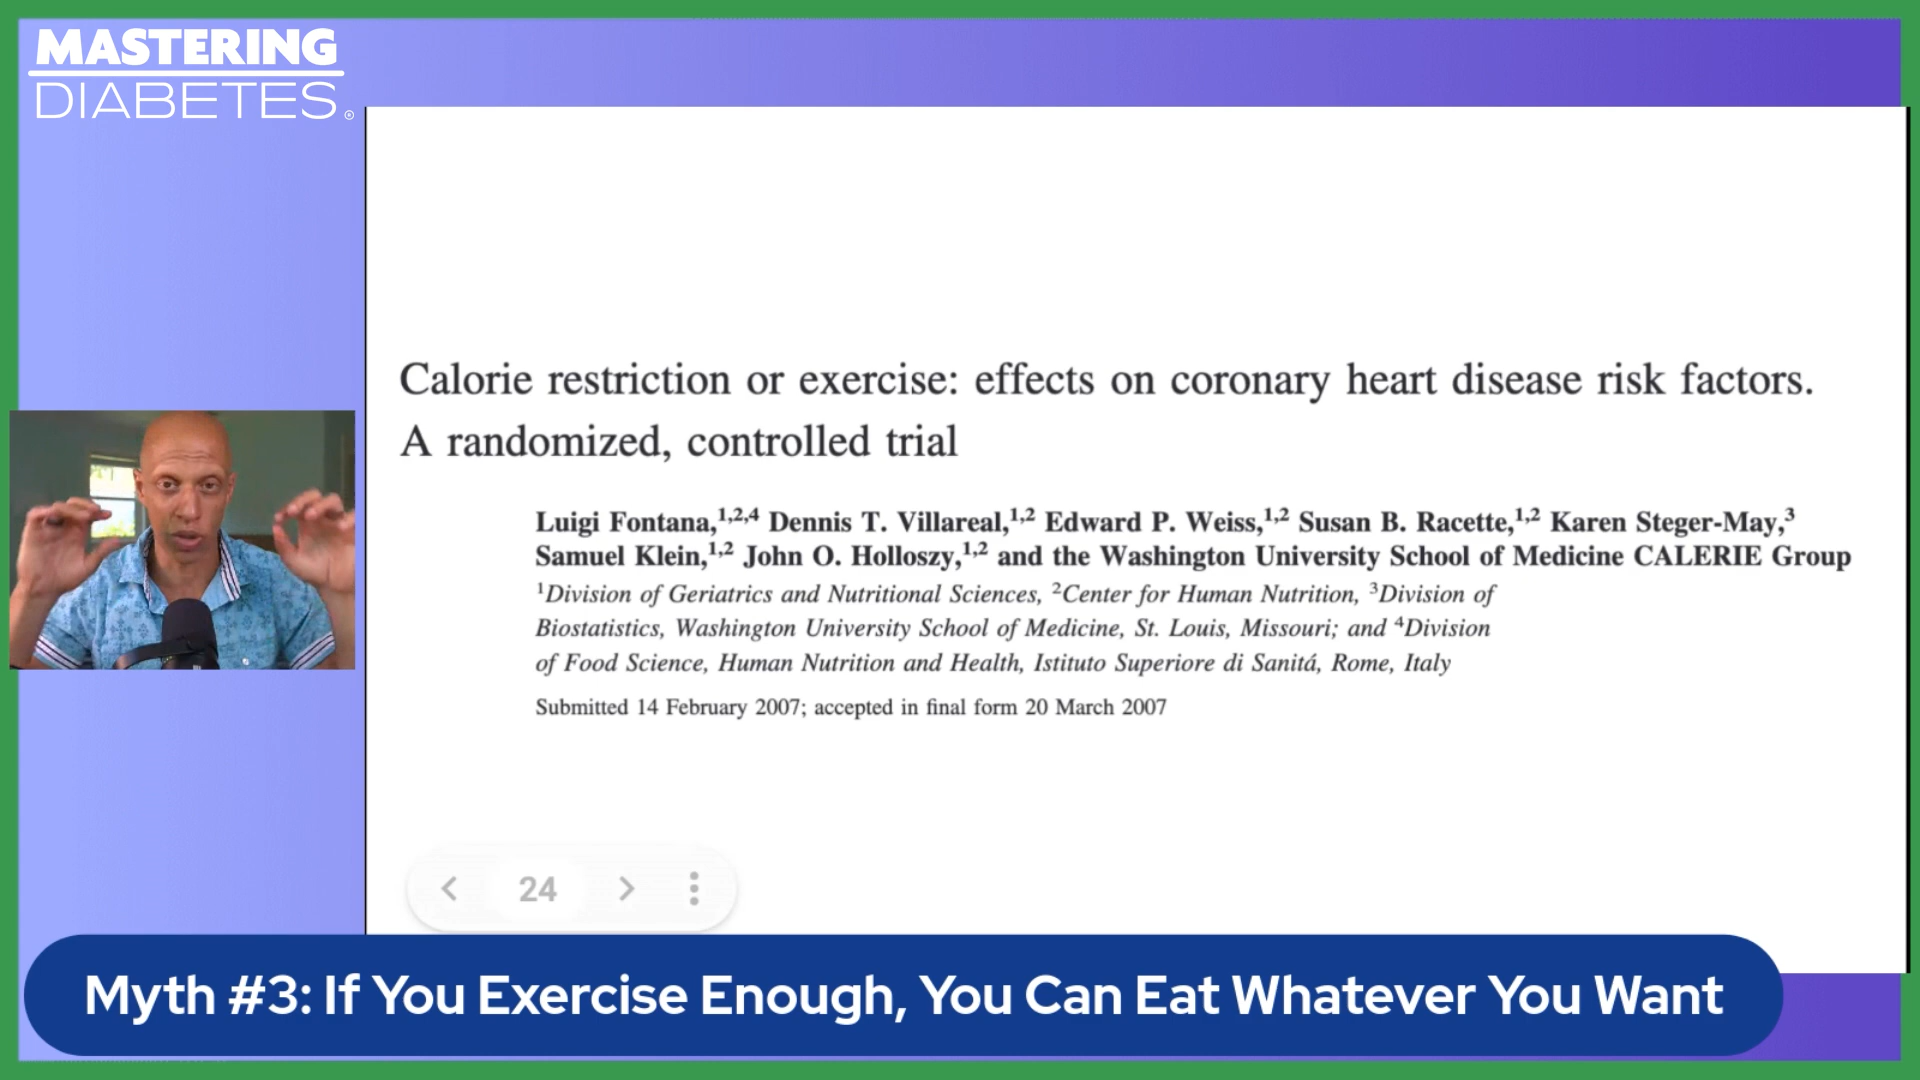 MASTERING
DIABETES®
Calorie restriction or exercise: effects on coronary heart disease risk factors.
A randomized, controlled trial
Luigi Fontana,1,2,4 Dennis T. Villareal,1,2 Edward P. Weiss,1,2 Susan B. Racette,1,2 Karen Steger-May,3
Samuel Klein,1,2 John O. Holloszy,1,2 and the Washington University School of Medicine CALERIE Group
1Division of Geriatrics and Nutritional Sciences, 2Center for Human Nutrition, 3Division of
Biostatistics, Washington University School of Medicine, St. Louis, Missouri; and 4Division
of Food Science, Human Nutrition and Health, Istituto Superiore di Sanitá, Rome, Italy
Submitted 14 February 2007; accepted in final form 20 March 2007
24
Myth #3: If You Exercise Enough, You Can Eat Whatever You Want